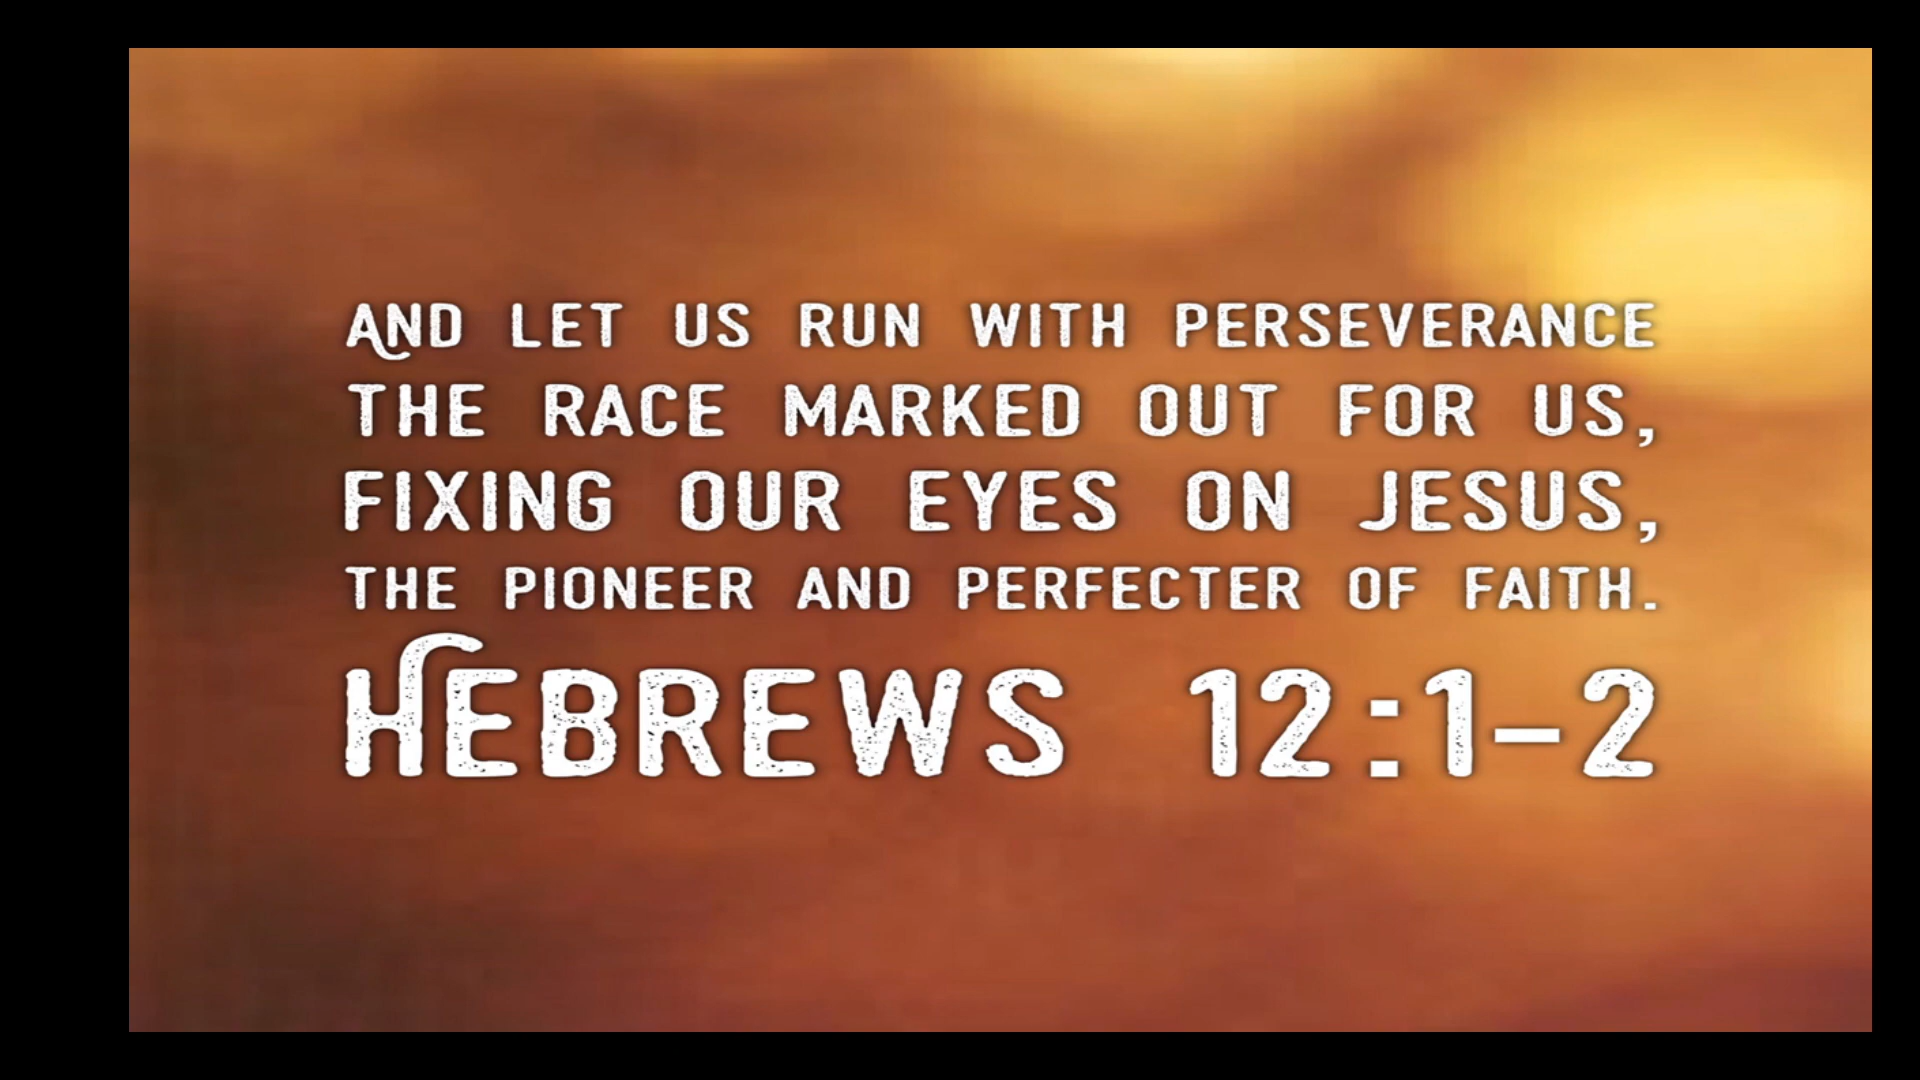 AND LET US RUN WITH PERSEVERANCE
THE RACE MARKED OUT FOR US,
FIXING OUR EYES ON JESUS,
THE PIONEER AND PERFECTER OF FAITH.
HEBREWS 12:1–2